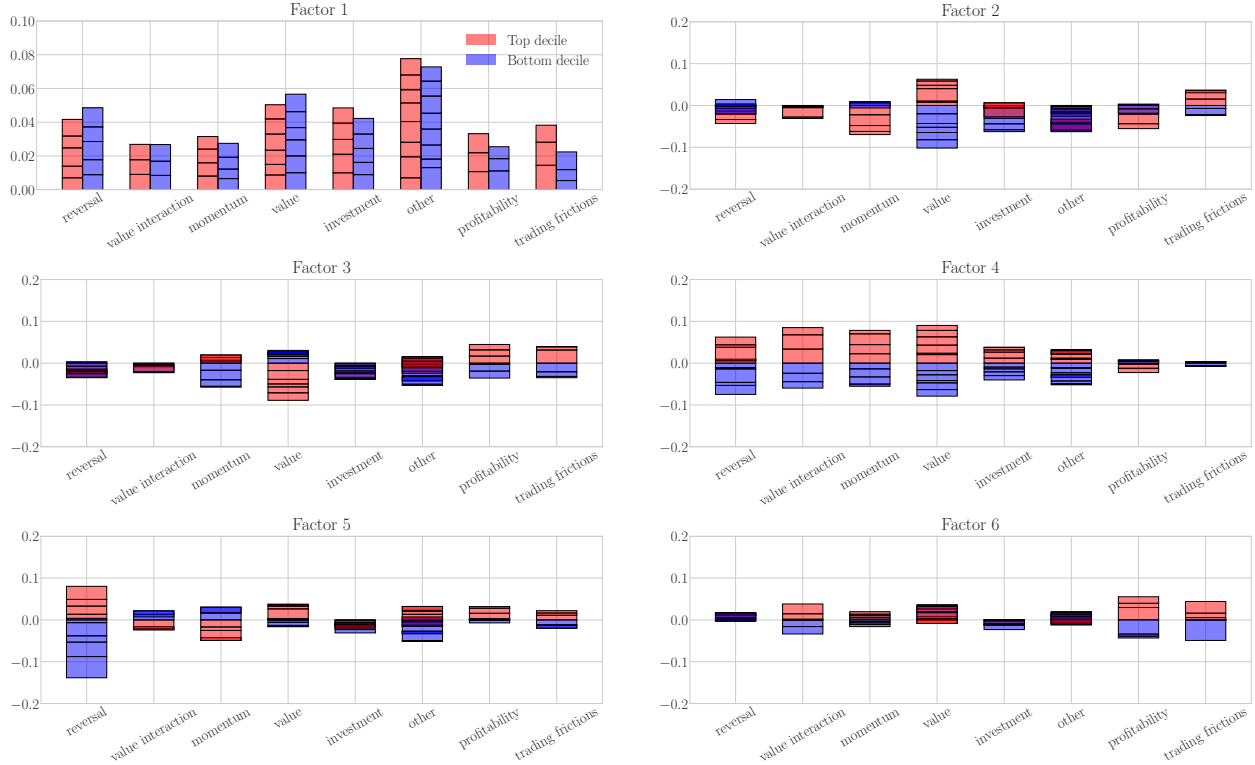 Factor 1
0.10
0.08
0.06
0.04
0.02
0.00
Top decile
Bottom decile
reversal
value interaction
momentum
value
investment
other
profitability
trading frictions
Factor 2
0.2
0.1
0.0
−0.1
−0.2
reversal
value interaction
momentum
value
investment
other
profitability
trading frictions
Factor 3
0.2
0.1
0.0
−0.1
−0.2
reversal
value interaction
momentum
value
investment
other
profitability
trading frictions
Factor 4
0.2
0.1
0.0
−0.1
−0.2
reversal
value interaction
momentum
value
investment
other
profitability
trading frictions
Factor 5
0.2
0.1
0.0
−0.1
−0.2
reversal
value interaction
momentum
value
investment
other
profitability
trading frictions
Factor 6
0.2
0.1
0.0
−0.1
−0.2
reversal
value interaction
momentum
value
investment
other
profitability
trading frictions